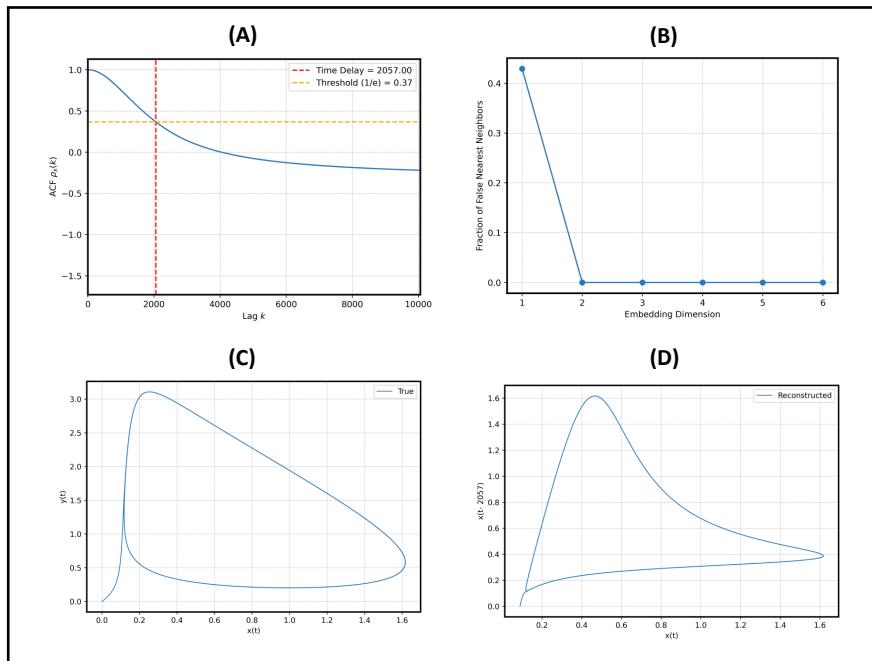 (A)
1.0
0.5
0.0
−0.5
−1.0
−1.5
ACF ρₓ(k)
0 2000 4000 6000 8000 10000
Lag k
Time Delay = 2057.00
Threshold (1/e) = 0.37
(B)
0.4
0.3
0.2
0.1
0.0
Fraction of False Nearest Neighbors
1 2 3 4 5 6
Embedding Dimension
(C)
3.0
2.5
2.0
1.5
1.0
0.5
0.0
y(t)
0.0 0.2 0.4 0.6 0.8 1.0 1.2 1.4 1.6
x(t)
True
(D)
1.6
1.4
1.2
1.0
0.8
0.6
0.4
0.2
0.0
x(t- 2057)
0.2 0.4 0.6 0.8 1.0 1.2 1.4 1.6
x(t)
Reconstructed